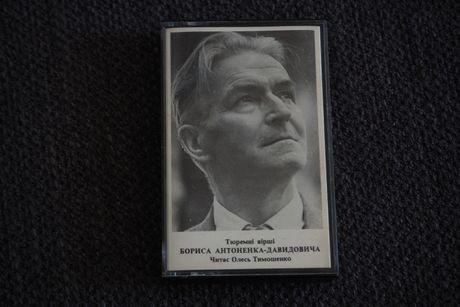 Тюремні вірші
БОРИСА АНТОНЕНКА-ДАВИДОВИЧА
Читає Олесь Тимошенко